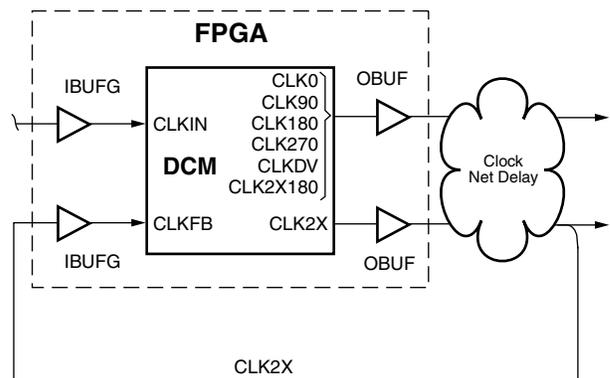 FPGA
IBUFG
OBUF
CLK0
CLK90
CLKIN
CLK180
CLK270
DCM
CLKDV
CLK2X180
Clock
Net Delay
CLKFB
CLK2X
IBUFG
OBUF
CLK2X